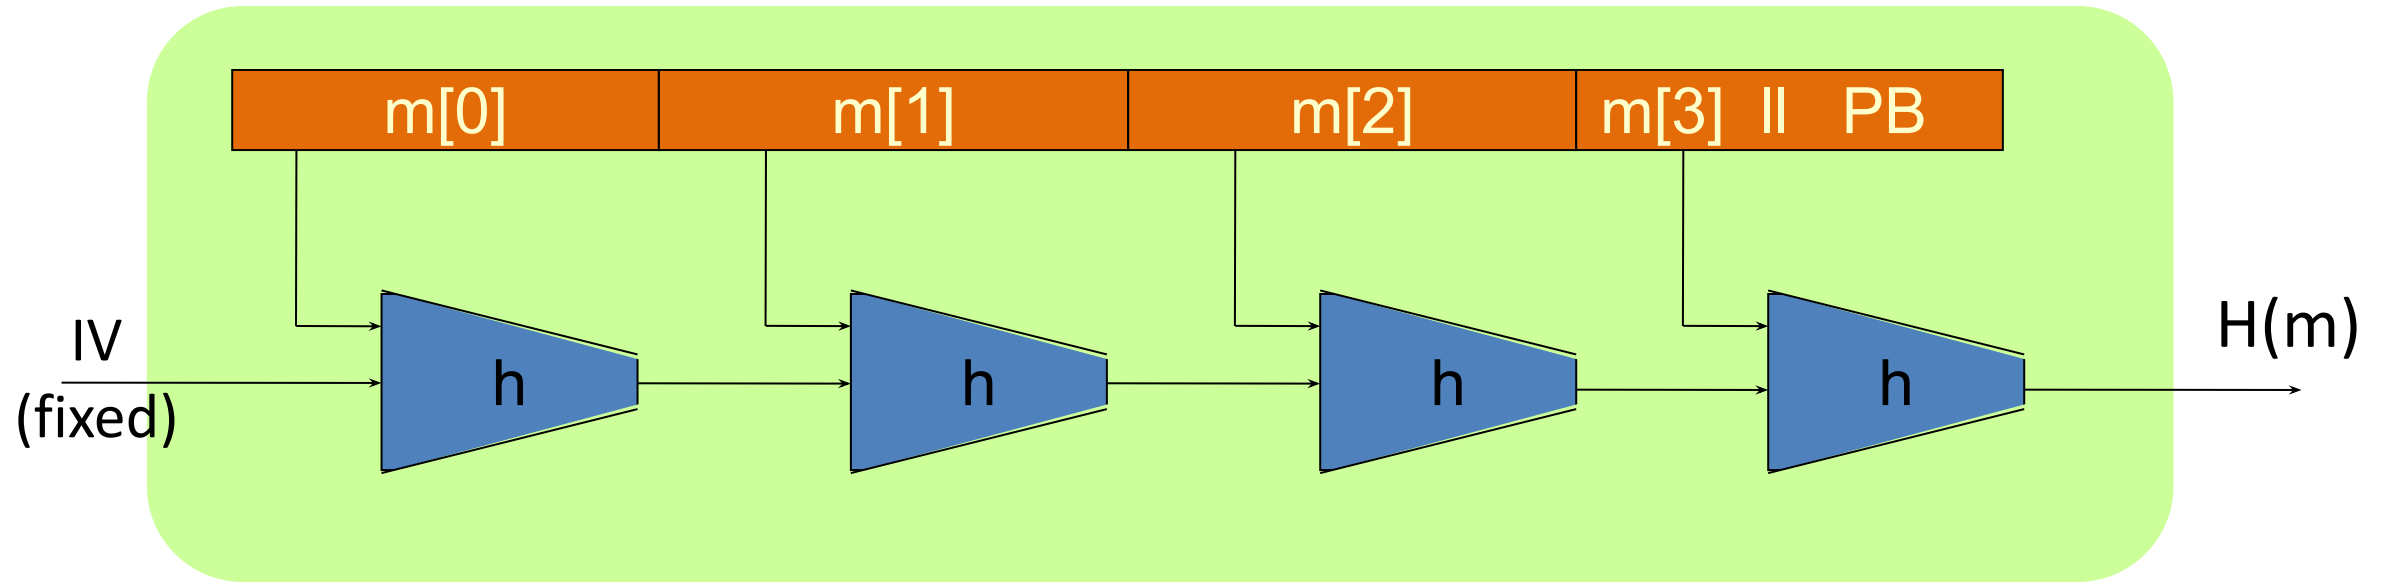 m[0] m[1] m[2] m[3] ll PB
IV
(fixed)
h h h h
H(m)